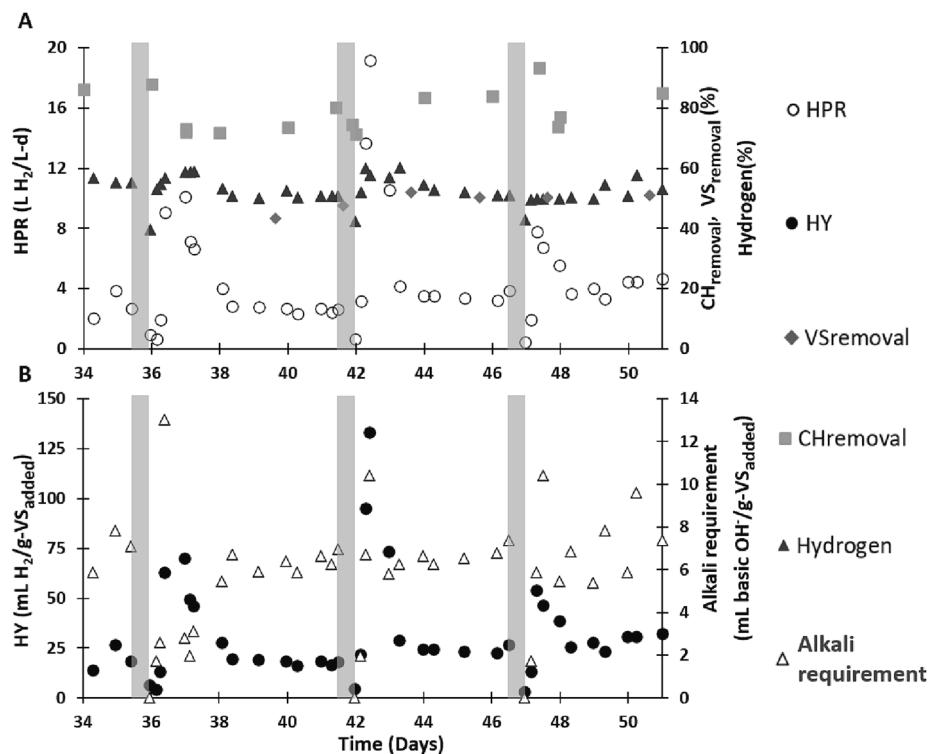 A
20
16
12
8
4
0
HPR (L H₂/L-d)
100
80
60
40
20
0
CHremoval, VSremoval(%)
Hydrogen(%)
34 36 38 40 42 44 46 48 50
B
150
125
100
75
50
25
0
HY (mL H₂/g-VSadded)
14
12
10
8
6
4
2
0
Alkali requirement
(mL basic OH⁻/g-VSadded)
34 36 38 40 42 44 46 48 50
Time (Days)
HPR
HY
VSremoval
CHremoval
Hydrogen
Alkali
requirement